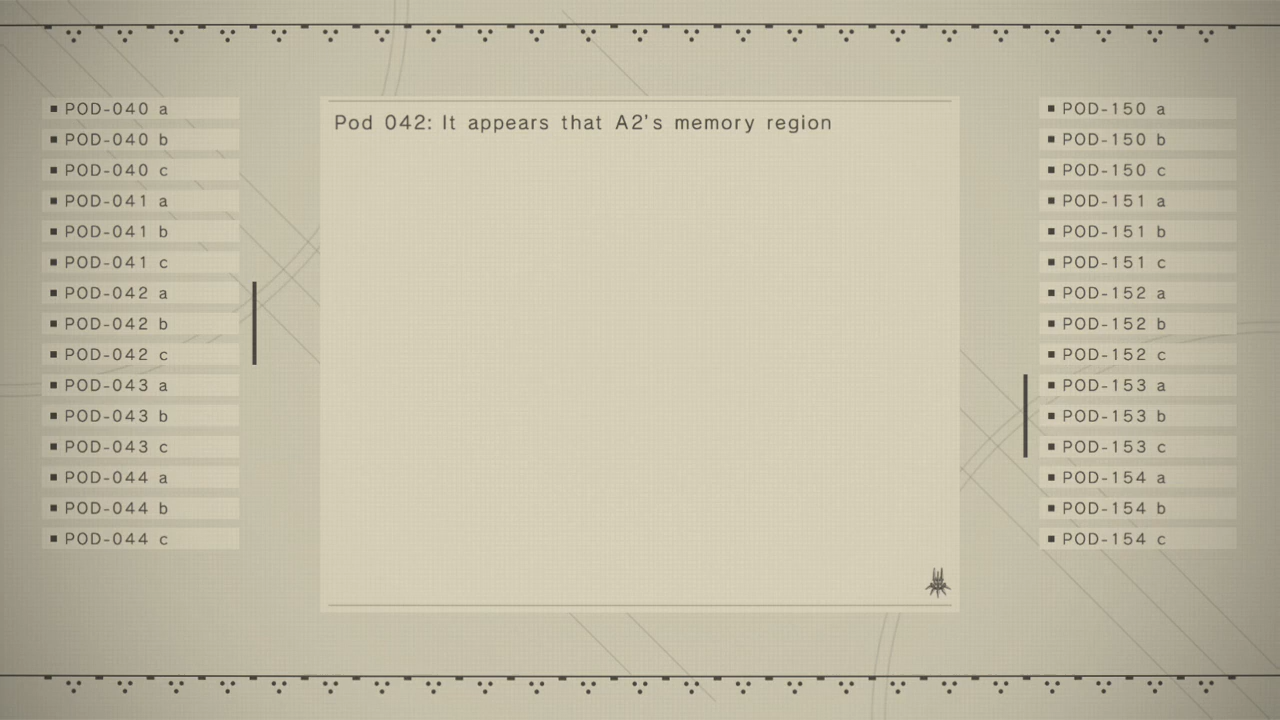 POD-040 a
POD-040 b
POD-040 c
POD-041 a
POD-041 b
POD-041 c
POD-042 a
POD-042 b
POD-042 c
POD-043 a
POD-043 b
POD-043 c
POD-044 a
POD-044 b
POD-044 c
Pod 042: It appears that A2's memory region
POD-150 a
POD-150 b
POD-150 c
POD-151 a
POD-151 b
POD-151 c
POD-152 a
POD-152 b
POD-152 c
POD-153 a
POD-153 b
POD-153 c
POD-154 a
POD-154 b
POD-154 c